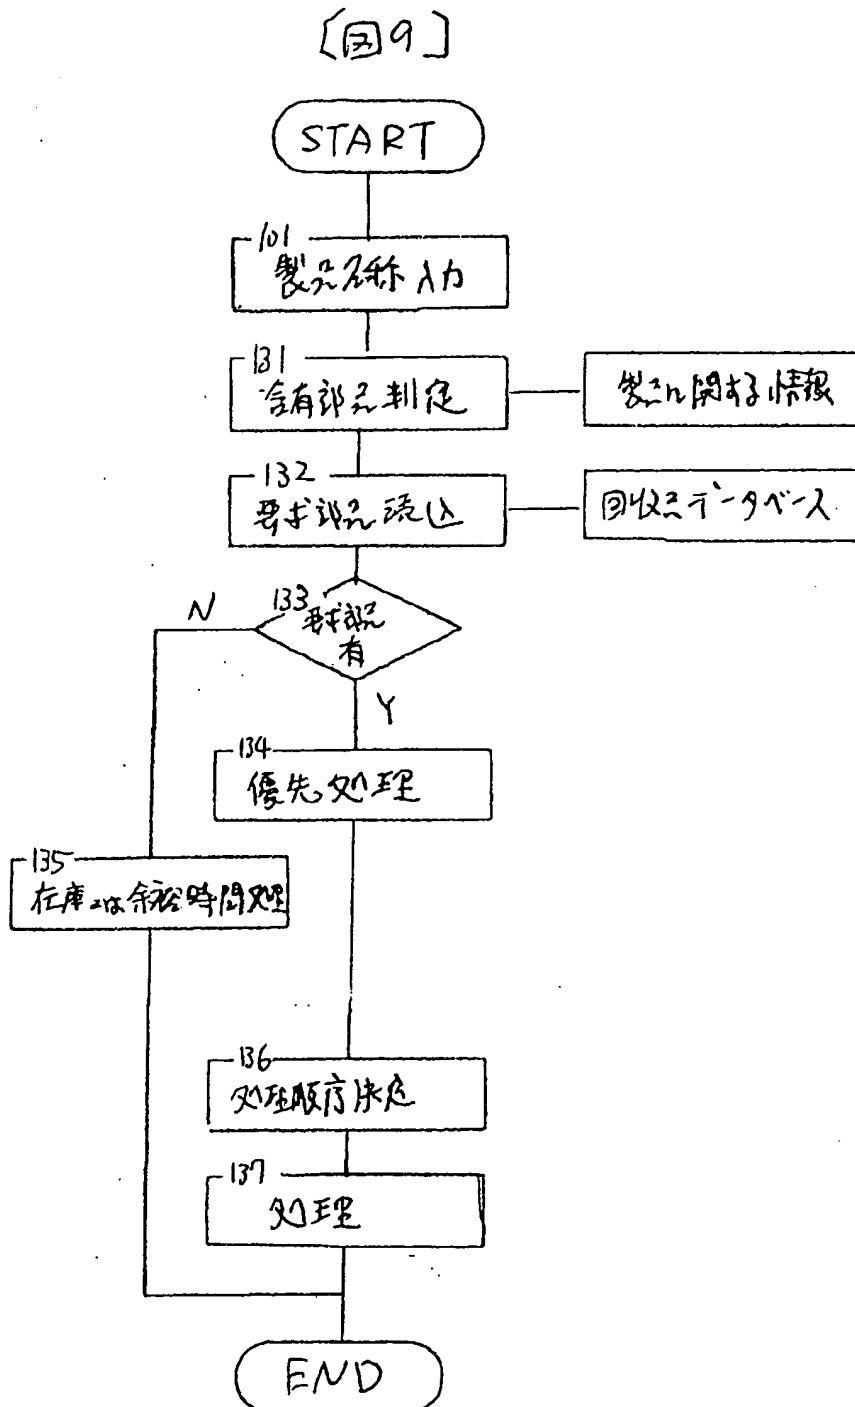 〔図9〕
START
101
製品名称入力
131
含有部品判定
製品に関する情報
132
要求部品読込
回収品データベース
133
要求部品
有
N
Y
134
優先処理
135
在庫又は余裕時間処理
136
処理順序決定
137
処理
END